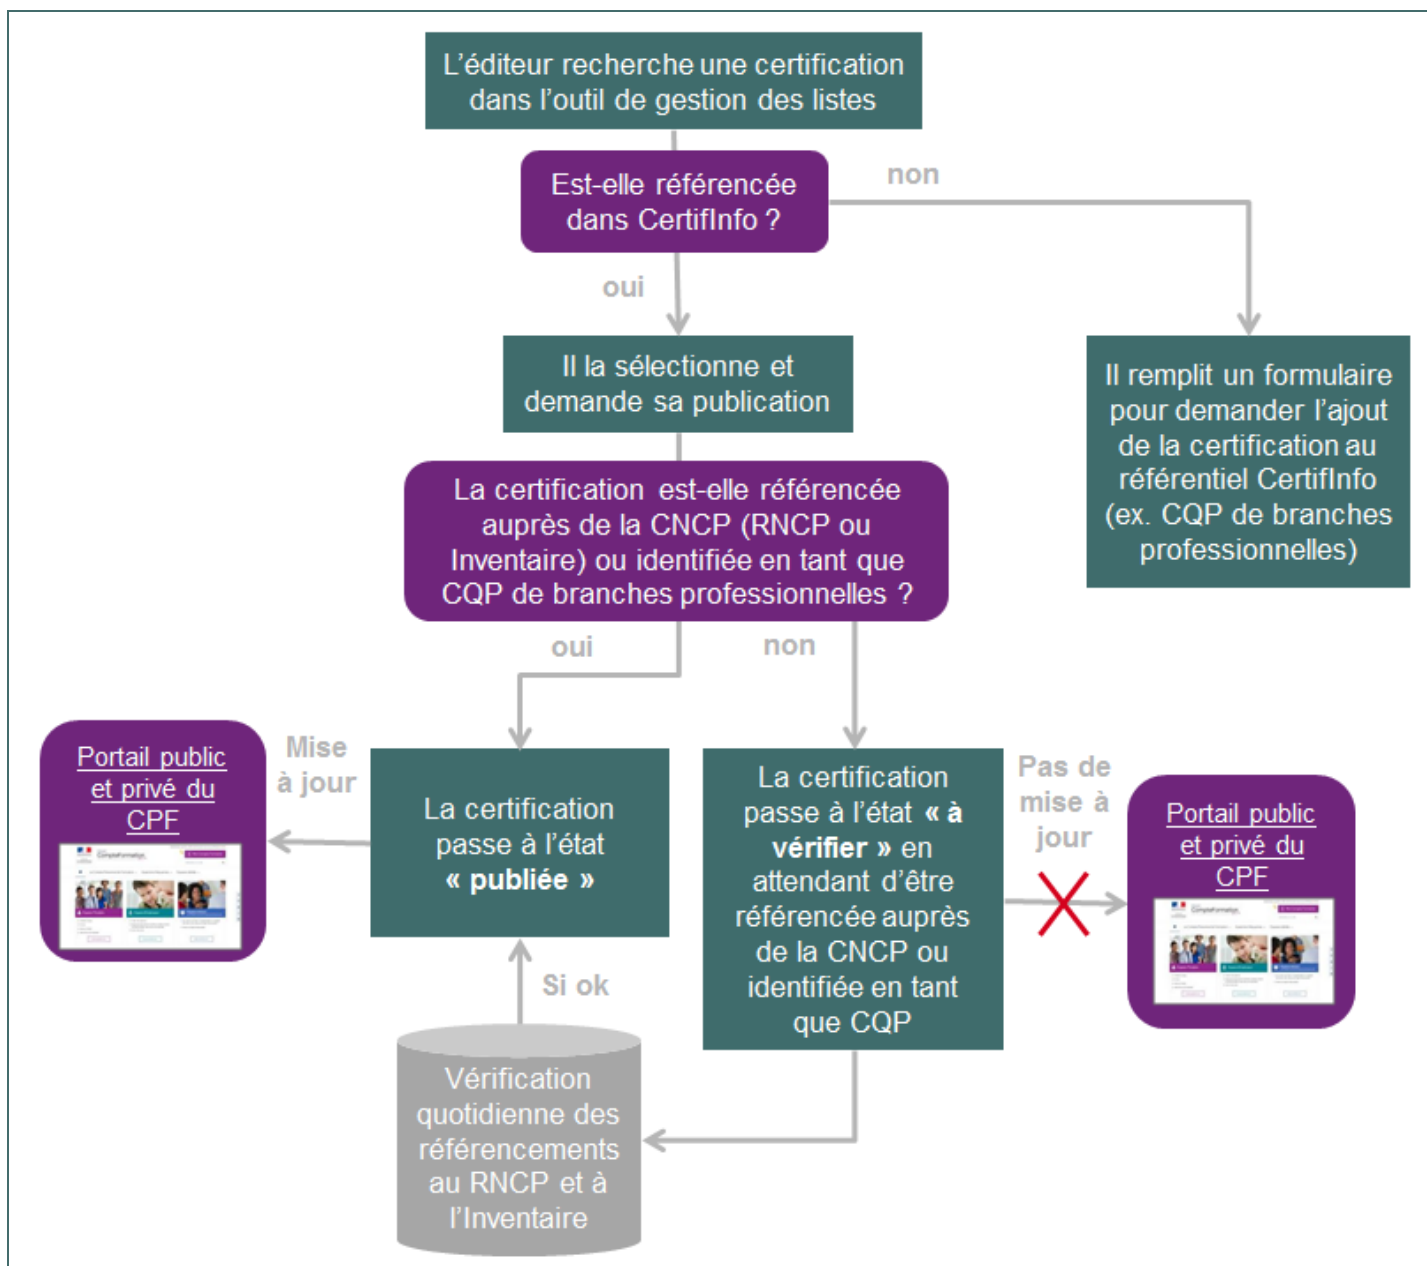 L'éditeur recherche une certification
dans l'outil de gestion des listes
Est-elle référencée
dans CertifInfo ?
non
oui
Il la sélectionne et
demande sa publication
Il remplit un formulaire
pour demander l'ajout
de la certification au
référentiel CertifInfo
(ex. CQP de branches
professionnelles)
La certification est-elle référencée
auprès de la CNCP (RNCP ou
Inventaire) ou identifiée en tant que
CQP de branches professionnelles ?
oui
non
Portail public
et privé du
CPF
Mise
à jour
La certification
passe à l'état
« publiée »
La certification
passe à l'état « à
vérifier » en
attendant d'être
référencée auprès
de la CNCP ou
identifiée en tant
que CQP
Pas de
mise à
jour
Portail public
et privé du
CPF
Si ok
Vérification
quotidienne des
référencements
au RNCP et à
l'Inventaire